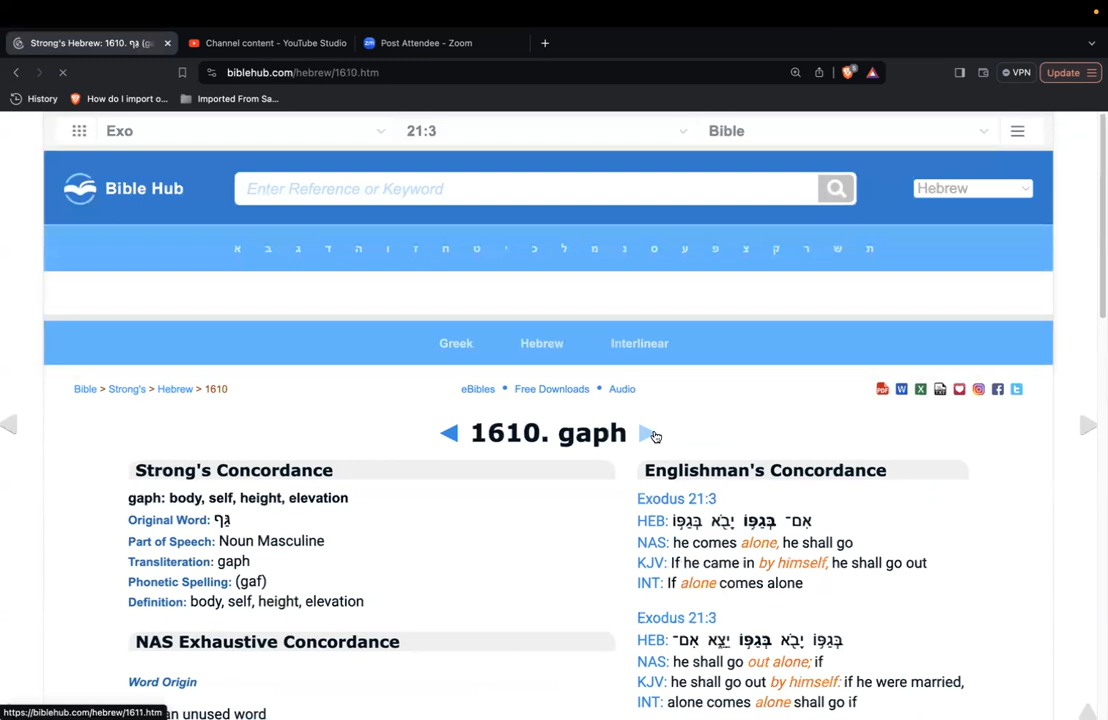 Strong's Hebrew: 1610. גַּף (ga
Channel content - YouTube Studio
Post Attendee - Zoom
biblehub.com/hebrew/1610.htm
VPN
Update
History
How do I import o...
Imported From Sa...
Exo
21:3
Bible
Bible Hub
Enter Reference or Keyword
Hebrew
א ב ג ד ה ו ז ח ט י כ ל מ נ ס ע פ צ ק ר ש ת
Greek
Hebrew
Interlinear
Bible > Strong's > Hebrew > 1610
eBibles • Free Downloads • Audio
1610. gaph
Strong's Concordance
gaph: body, self, height, elevation
Original Word: גַּף
Part of Speech: Noun Masculine
Transliteration: gaph
Phonetic Spelling: (gaf)
Definition: body, self, height, elevation
NAS Exhaustive Concordance
Word Origin
an unused word
Englishman's Concordance
Exodus 21:3
HEB: אִם־ בְּגַפּ֥וֹ יָבֹ֖א בְּגַפּ֣וֹ
NAS: he comes alone, he shall go
KJV: If he came in by himself, he shall go out
INT: If alone comes alone
Exodus 21:3
HEB: בְּגַפּ֥וֹ יָבֹ֖א בְּגַפּ֣וֹ יֵצֵ֑א אִם־
NAS: he shall go out alone; if
KJV: he shall go out by himself: if he were married,
INT: alone comes alone shall go if
https://biblehub.com/hebrew/1611.htm